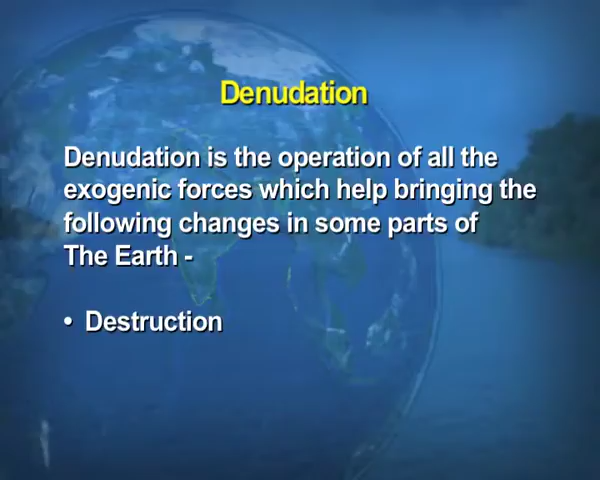 Denudation
Denudation is the operation of all the
exogenic forces which help bringing the
following changes in some parts of
The Earth -
• Destruction